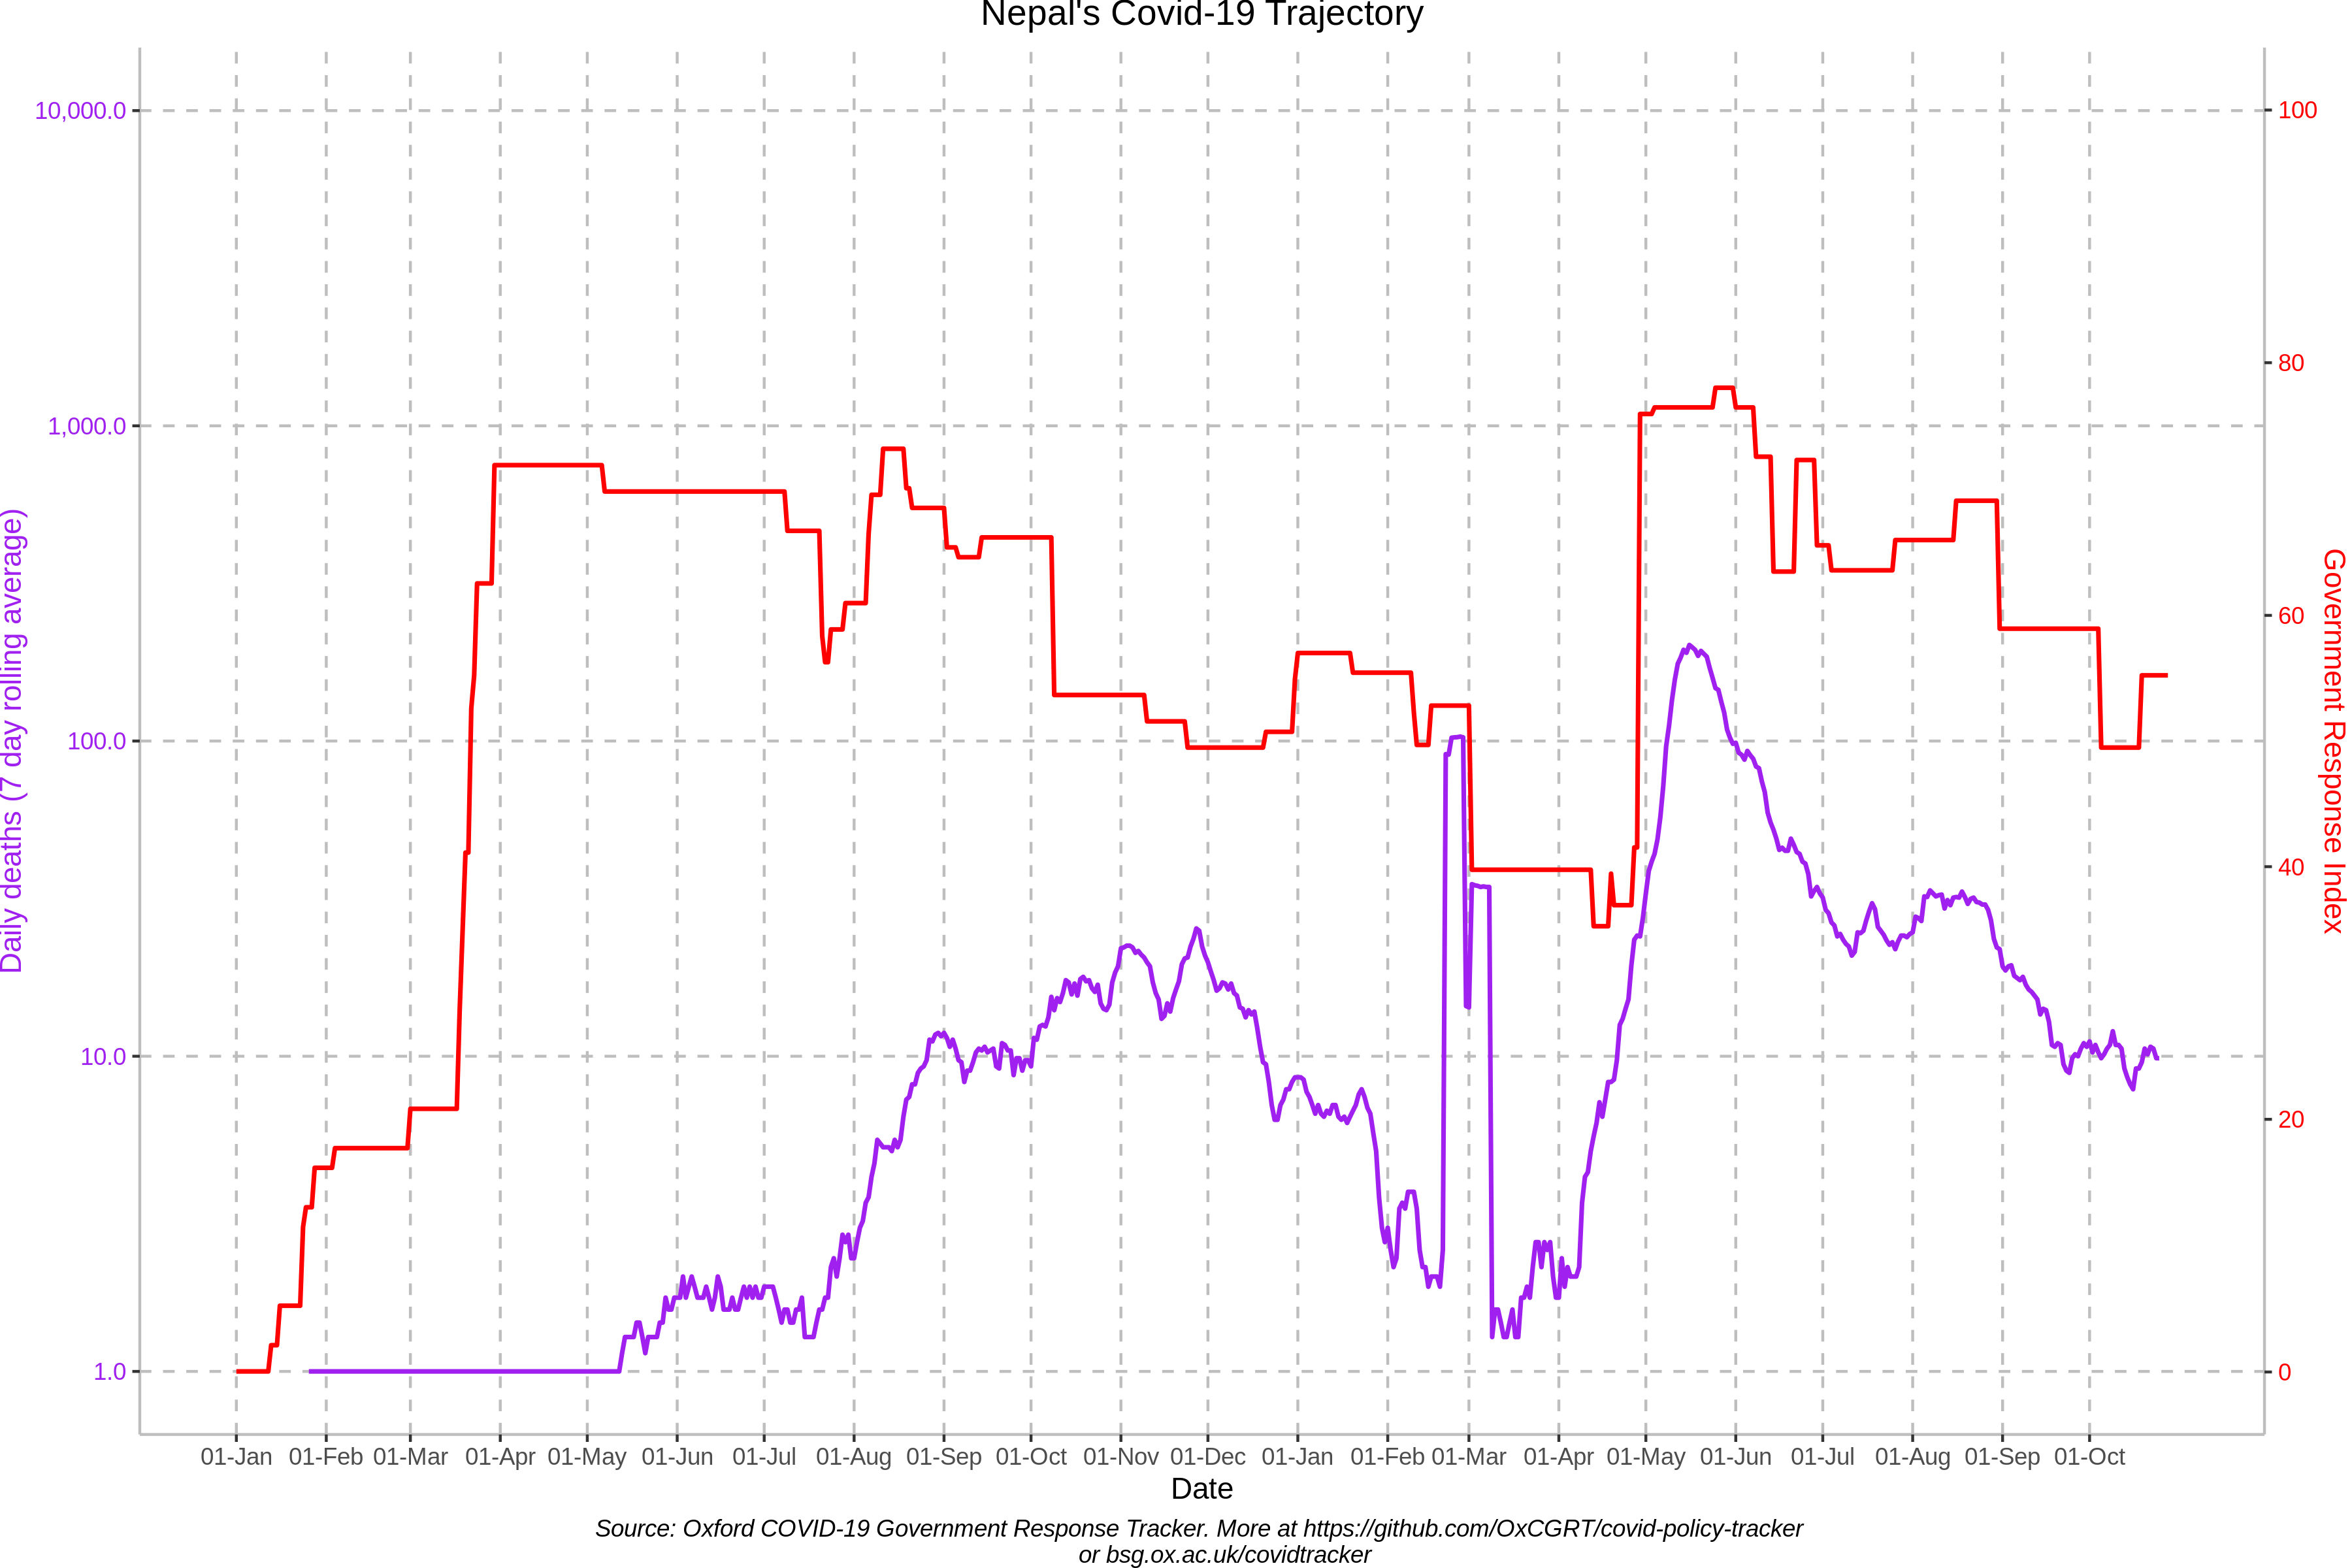 Nepal's Covid-19 Trajectory
10,000.0
1,000.0
100.0
10.0
1.0
Daily deaths (7 day rolling average)
100
80
60
40
20
0
Government Response Index
01-Jan 01-Feb 01-Mar 01-Apr 01-May 01-Jun 01-Jul 01-Aug 01-Sep 01-Oct 01-Nov 01-Dec 01-Jan 01-Feb 01-Mar 01-Apr 01-May 01-Jun 01-Jul 01-Aug 01-Sep 01-Oct
Date
Source: Oxford COVID-19 Government Response Tracker. More at https://github.com/OxCGRT/covid-policy-tracker
or bsg.ox.ac.uk/covidtracker